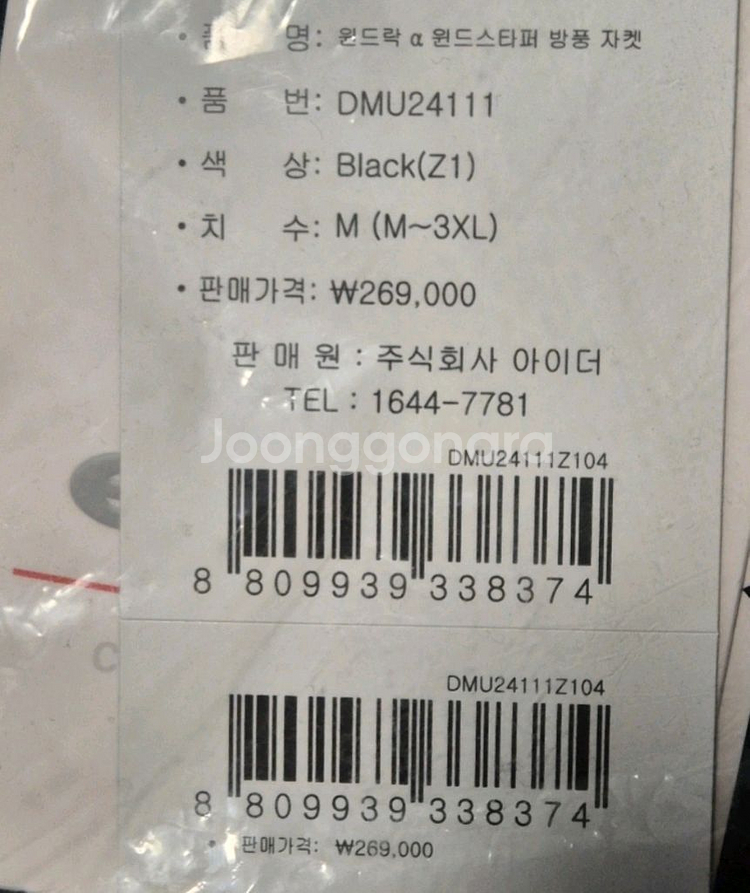 • 품 명: 윈드락 α 윈드스타퍼 방풍 자켓
• 품 번: DMU24111
• 색 상: Black(Z1)
• 치 수: M (M~3XL)
• 판매가격: ₩269,000
판 매 원 : 주식회사 아이더
TEL : 1644-7781
Joonggonara
DMU24111Z104
8 809939 338374
DMU24111Z104
8 809939 338374
• 판매가격: ₩269,000